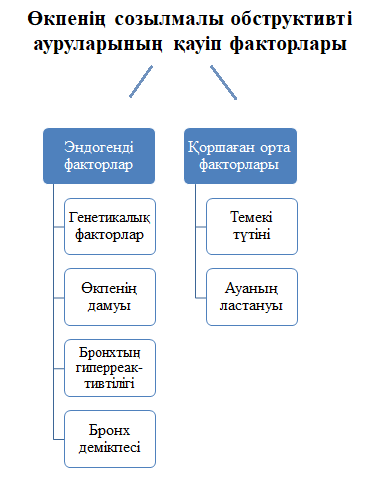 Өкпенің созылмалы обструктивті
ауруларының қауіп факторлары
Эндогенді
факторлар
Генетикалық
факторлар
Өкпенің
дамуы
Бронхтың
гиперреак-
тивтілігі
Бронх
демікпесі
Қоршаған орта
факторлары
Темекі
түтіні
Ауаның
ластануы